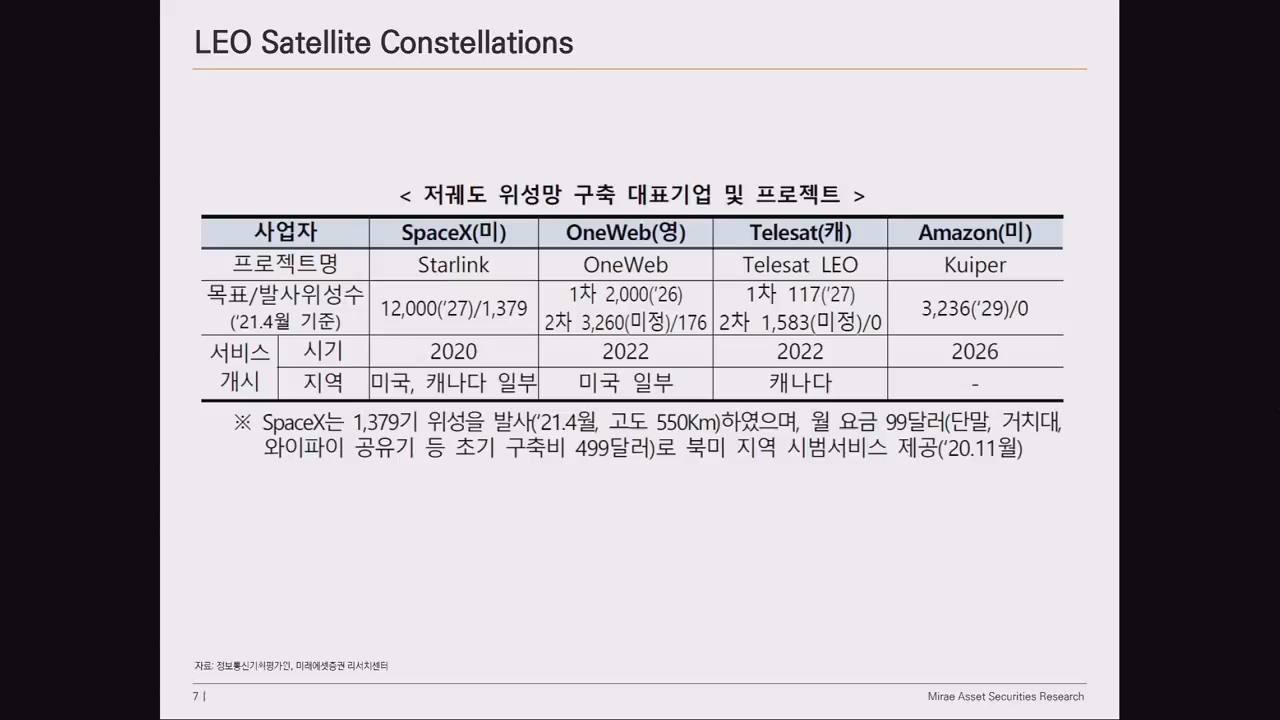 LEO Satellite Constellations
< 저궤도 위성망 구축 대표기업 및 프로젝트 >
사업자 SpaceX(미) OneWeb(영) Telesat(캐) Amazon(미)
프로젝트명 Starlink OneWeb Telesat LEO Kuiper
목표/발사위성수 (‘21.4월 기준) 12,000(‘27)/1,379 1차 2,000(‘26) 2차 3,260(미정)/176 1차 117(‘27) 2차 1,583(미정)/0 3,236(‘29)/0
서비스 개시 시기 2020 2022 2022 2026
지역 미국, 캐나다 일부 미국 일부 캐나다 -
※ SpaceX는 1,379기 위성을 발사(‘21.4월, 고도 550Km)하였으며, 월 요금 99달러(단말, 거치대,
와이파이 공유기 등 초기 구축비 499달러)로 북미 지역 시범서비스 제공(‘20.11월)
자료: 미래에셋증권 리서치센터
7 |
Mirae Asset Securities Research